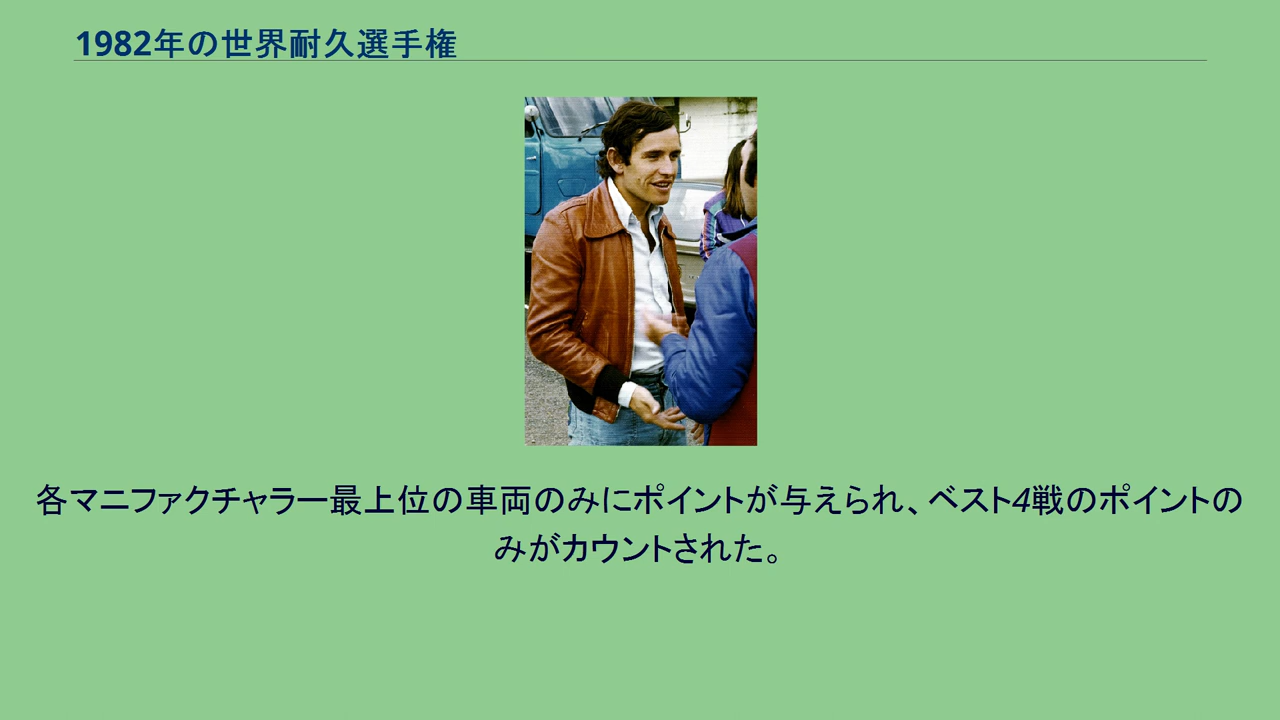 1982年の世界耐久選手権
各マニファクチャラー最上位の車両のみにポイントが与えられ、ベスト4戦のポイントの
みがカウントされた。